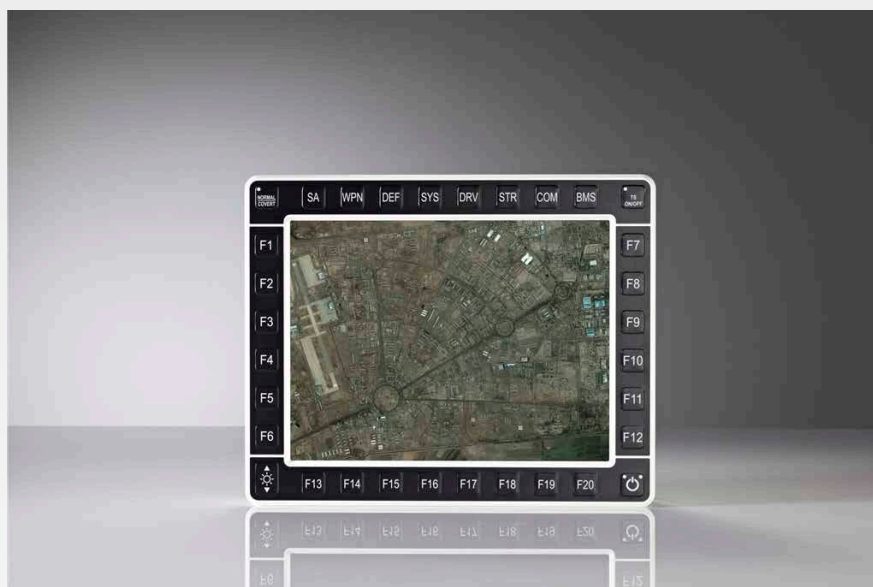 NORMAL
COVERT
SA
WPN
DEF
SYS
DRV
STR
COM
BMS
TS
ON/OFF
F1
F7
F2
F8
F3
F9
F4
F10
F5
F11
F6
F12
F13
F14
F15
F16
F17
F18
F19
F20